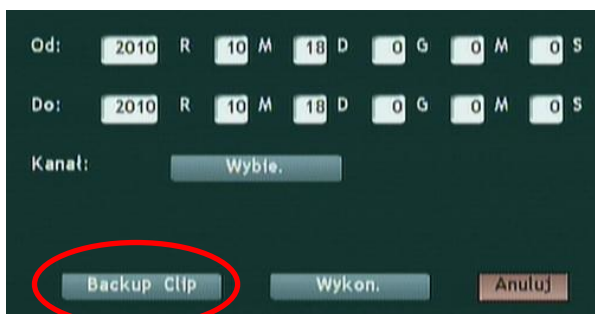 Od: 2010 R 10 M 18 D 0 G 0 M 0 S
Do: 2010 R 10 M 18 D 0 G 0 M 0 S
Kanał: Wybie.
Backup Clip Wykon. Anuluj